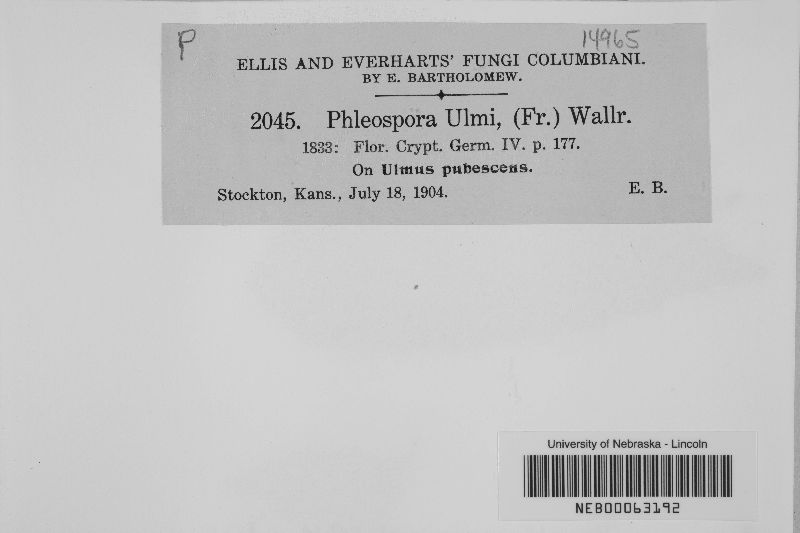 P 14965
ELLIS AND EVERHARTS' FUNGI COLUMBIANI.
BY E. BARTHOLOMEW.
2045. Phleospora Ulmi, (Fr.) Wallr.
1833: Flor. Crypt. Germ. IV. p. 177.
On Ulmus pubescens.
Stockton, Kans., July 18, 1904. E. B.
University of Nebraska - Lincoln
NEB00063192